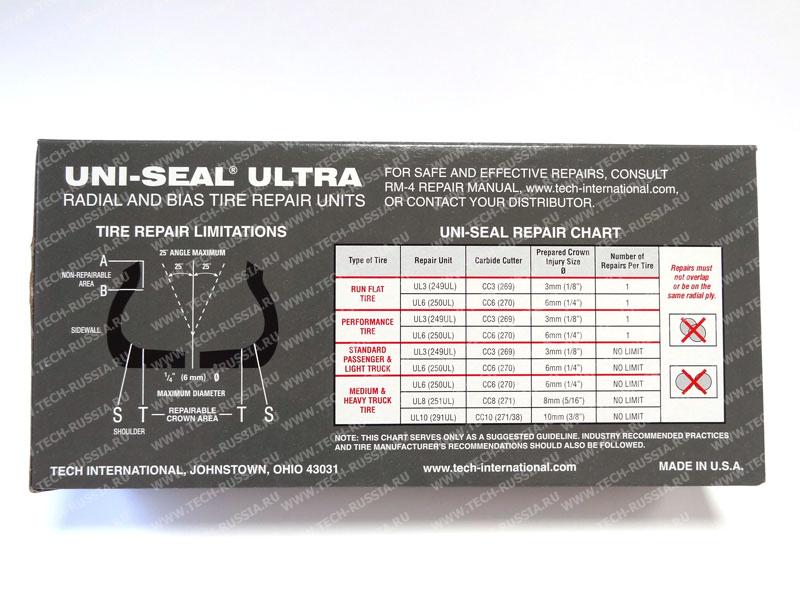 UNI-SEAL® ULTRA
RADIAL AND BIAS TIRE REPAIR UNITS
FOR SAFE AND EFFECTIVE REPAIRS, CONSULT
RM-4 REPAIR MANUAL, www.tech-international.com,
OR CONTACT YOUR DISTRIBUTOR.
TIRE REPAIR LIMITATIONS
25° ANGLE MAXIMUM
25° 25°
A
NON-REPAIRABLE
AREA
B
SIDEWALL
1/4" (6 mm) Ø
MAXIMUM DIAMETER
S T REPAIRABLE T S
CROWN AREA
SHOULDER
UNI-SEAL REPAIR CHART
Type of Tire Repair Unit Carbide Cutter Prepared Crown Injury Size Ø Number of Repairs Per Tire
RUN FLAT TIRE UL3 (249UL) CC3 (269) 3mm (1/8") 1
UL6 (250UL) CC6 (270) 6mm (1/4") 1
PERFORMANCE TIRE UL3 (249UL) CC3 (269) 3mm (1/8") 1
UL6 (250UL) CC6 (270) 6mm (1/4") 1
STANDARD PASSENGER & LIGHT TRUCK UL3 (249UL) CC3 (269) 3mm (1/8") NO LIMIT
UL6 (250UL) CC6 (270) 6mm (1/4") NO LIMIT
MEDIUM & HEAVY TRUCK TIRE UL6 (250UL) CC6 (270) 6mm (1/4") NO LIMIT
UL8 (251UL) CC8 (271) 8mm (5/16") NO LIMIT
UL10 (291UL) CC10 (271/38) 10mm (3/8") NO LIMIT
Repairs must
not overlap
or be on the
same radial ply.
NOTE: THIS CHART SERVES ONLY AS A SUGGESTED GUIDELINE. INDUSTRY RECOMMENDED PRACTICES
AND TIRE MANUFACTURER'S RECOMMENDATIONS SHOULD ALSO BE FOLLOWED.
TECH INTERNATIONAL, JOHNSTOWN, OHIO 43031
www.tech-international.com
MADE IN U.S.A.
WWW.TECH-RUSSIA.RU